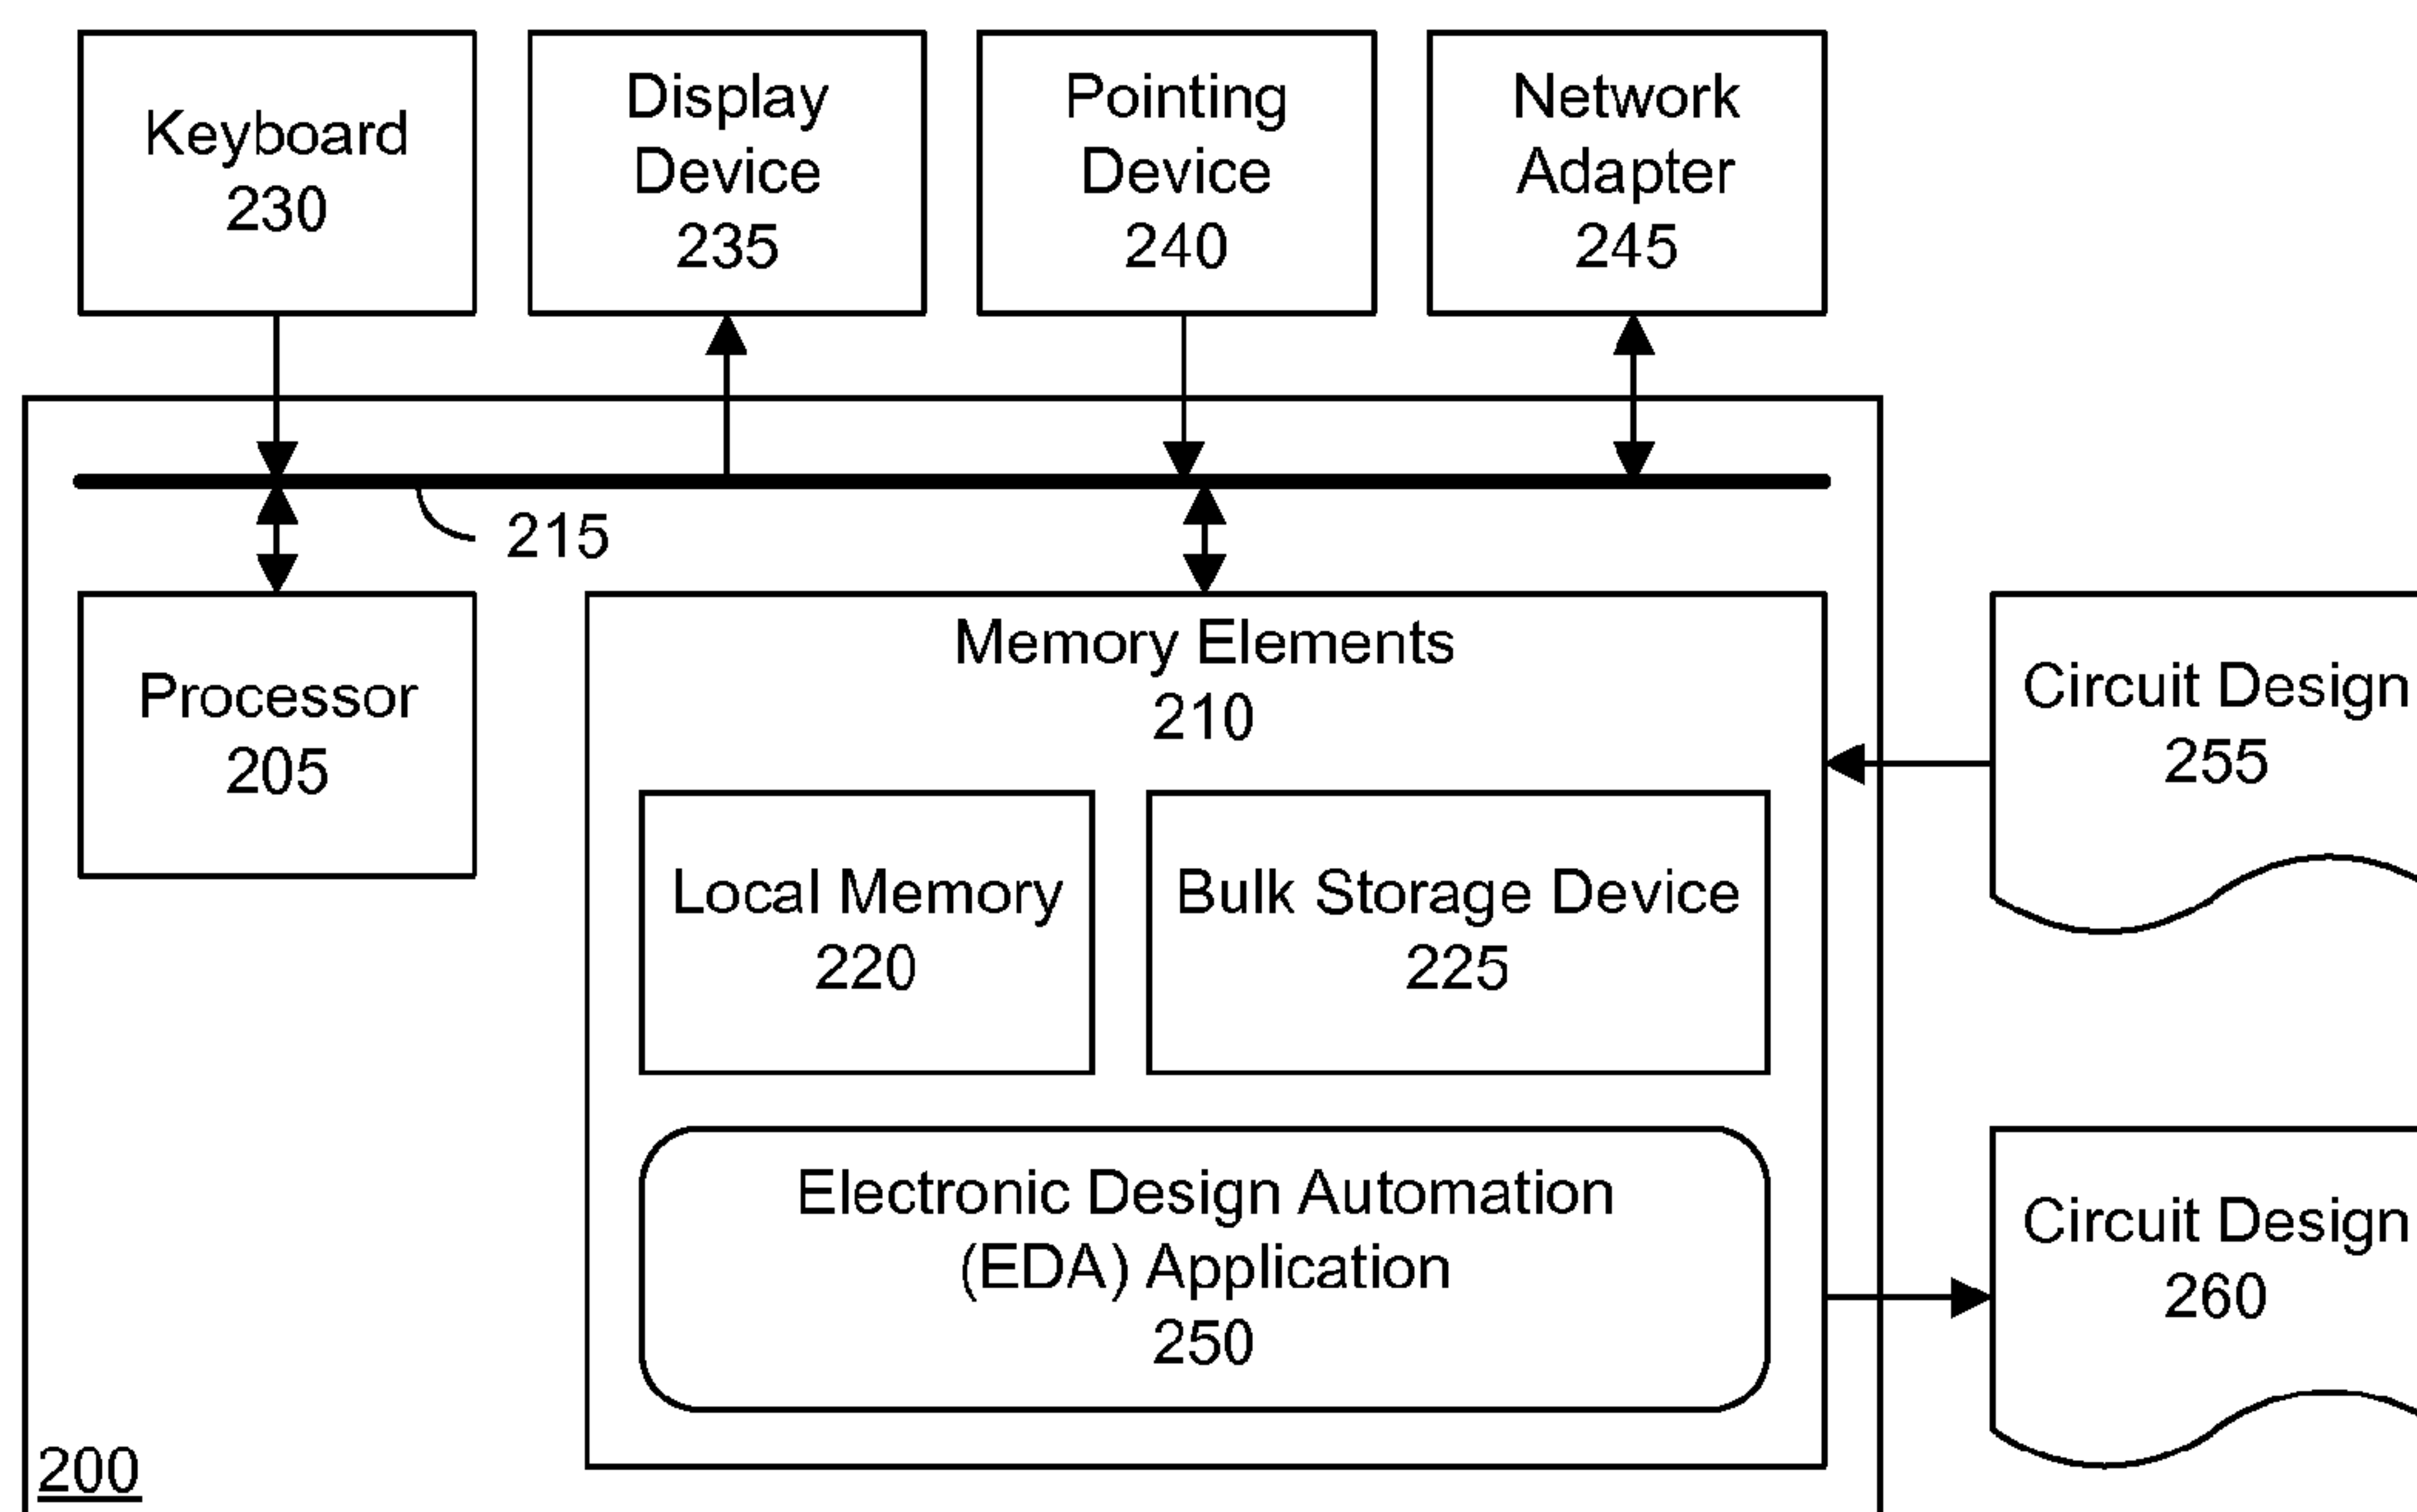 Keyboard
230
Display
Device
235
Pointing
Device
240
Network
Adapter
245
215
Processor
205
Memory Elements
210
Local Memory
220
Bulk Storage Device
225
Electronic Design Automation
(EDA) Application
250
Circuit Design
255
Circuit Design
260
200